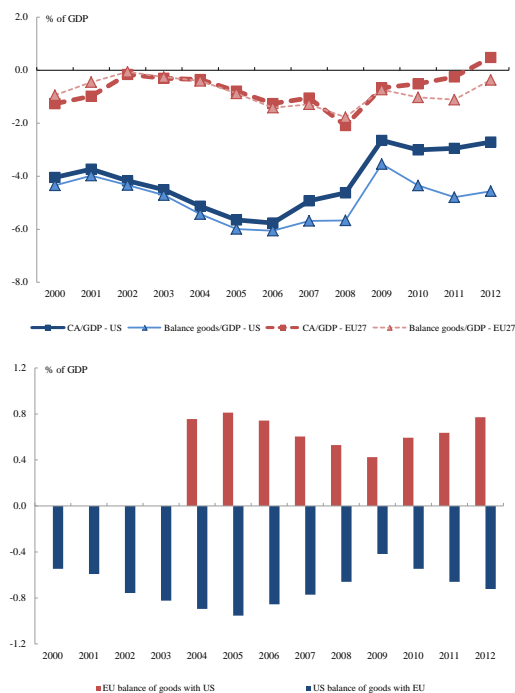 % of GDP
2.0
0.0
-2.0
-4.0
-6.0
-8.0
2000 2001 2002 2003 2004 2005 2006 2007 2008 2009 2010 2011 2012
CA/GDP - US Balance goods/GDP - US CA/GDP - EU27 Balance goods/GDP - EU27
% of GDP
1.2
0.8
0.4
0.0
-0.4
-0.8
-1.2
2000 2001 2002 2003 2004 2005 2006 2007 2008 2009 2010 2011 2012
EU balance of goods with US US balance of goods with EU